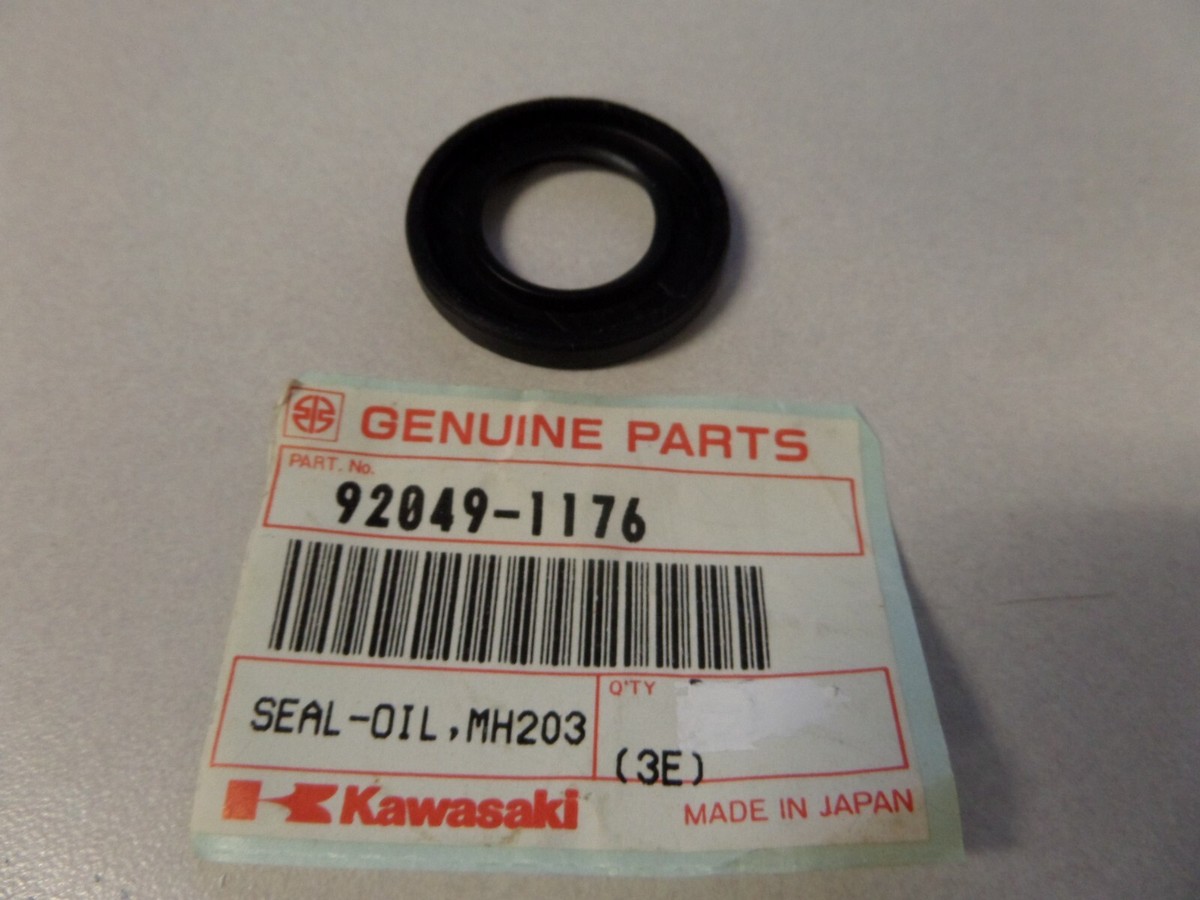 GENUINE PARTS
PART. No.
92049-1176
SEAL-OIL,MH203
Q'TY
(3E)
Kawasaki
MADE IN JAPAN